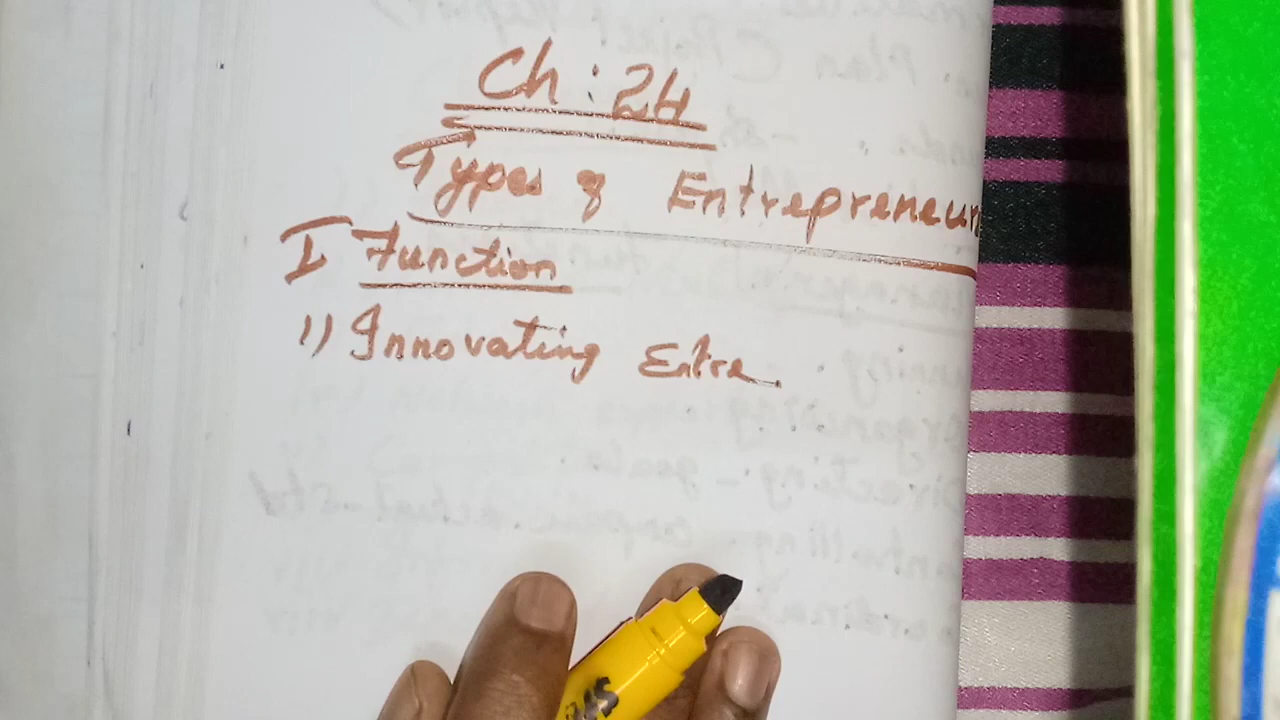 Ch: 24
Types of Entrepreneur
I Function
1) Innovating Entre